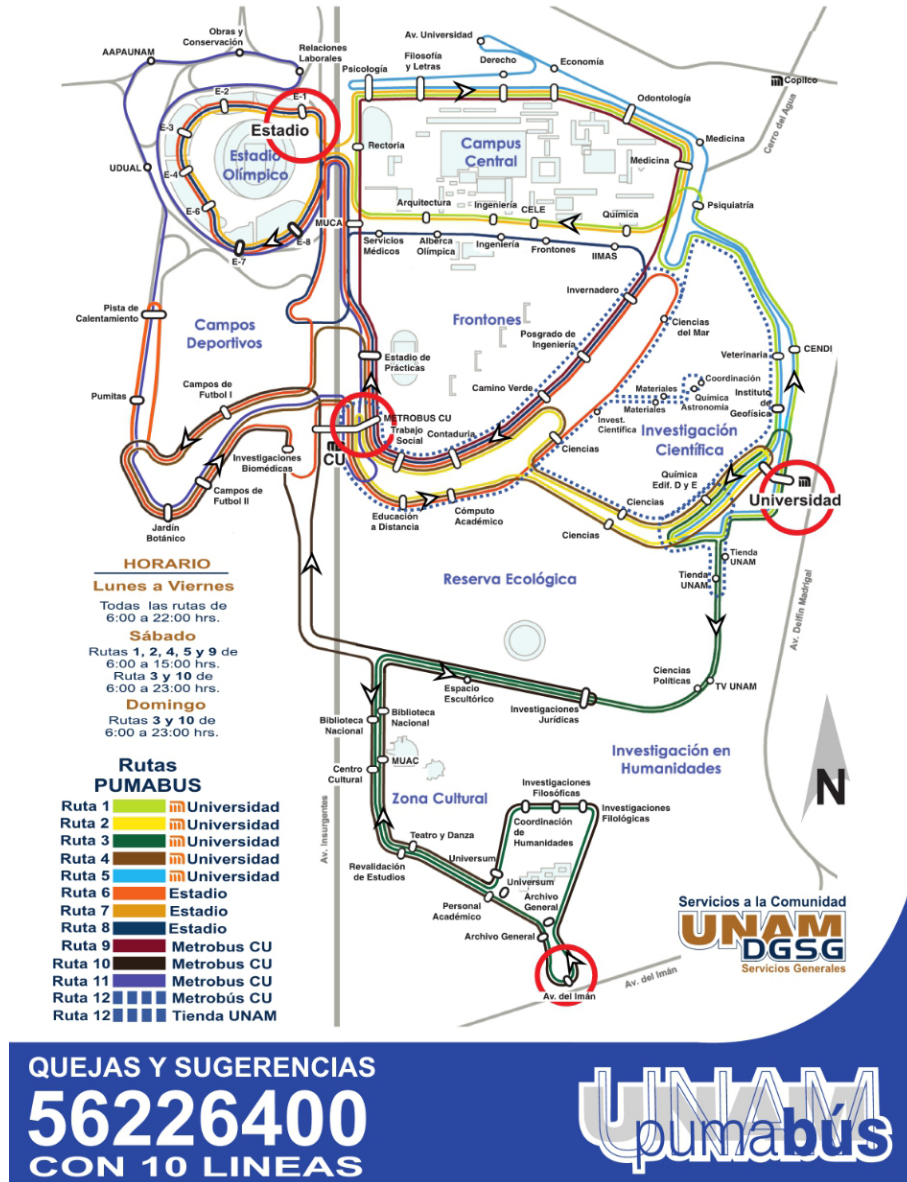 Obras y
Conservación
AAPAUNAM
Relaciones
Laborales
Av. Universidad
Derecho
Filosofía
y Letras
Economía
Psicología
Copilco
Cerro del Agua
E-1
E-2
E-3
E-4
E-6
E-7
E-8
Estadio
Estadio
Olímpico
UDUAL
Rectoría
Campus
Central
Odontología
Medicina
Medicina
Psiquiatría
Arquitectura
Ingeniería
CELE
Química
MUCA
Servicios
Médicos
Alberca
Olímpica
Ingeniería
Frontones
IIMAS
Invernadero
Pista de
Calentamiento
Campos
Deportivos
Frontones
Ciencias
del Mar
Posgrado de
Ingeniería
Estadio de
Prácticas
Veterinaria
CENDI
Camino Verde
Coordinación
Materiales
Química
Materiales
Astronomía
Instituto
de
Geofísica
Pumitas
Campos de
Futbol I
METROBUS CU
Trabajo
Social
Contaduría
Invest.
Científica
Investigación
Científica
CU
Investigaciones
Biomédicas
Ciencias
Química
Edif. D y E
Universidad
Campos de
Futbol II
Ciencias
Ciencias
Jardín
Botánico
Educación
a Distancia
Cómputo
Académico
Tienda
UNAM
Tienda
UNAM
Reserva Ecológica
Av. Delfín Madrigal
HORARIO
Lunes a Viernes
Todas las rutas de
6:00 a 22:00 hrs.
Sábado
Rutas 1, 2, 4, 5 y 9 de
6:00 a 15:00 hrs.
Ruta 3 y 10 de
6:00 a 23:00 hrs.
Domingo
Rutas 3 y 10 de
6:00 a 23:00 hrs.
Ciencias
Políticas
TV UNAM
Espacio
Escultórico
Investigaciones
Jurídicas
Biblioteca
Nacional
Biblioteca
Nacional
MUAC
Centro
Cultural
Investigación en
Humanidades
N
Zona Cultural
Investigaciones
Filosóficas
Investigaciones
Filológicas
Coordinación
de
Humanidades
Teatro y Danza
Universum
Revalidación
de Estudios
Universum
Personal
Académico
Archivo
General
Archivo General
Av. del Imán
Av. del Imán
Av. Insurgentes
Rutas
PUMABUS
Ruta 1 Universidad
Ruta 2 Universidad
Ruta 3 Universidad
Ruta 4 Universidad
Ruta 5 Universidad
Ruta 6 Estadio
Ruta 7 Estadio
Ruta 8 Estadio
Ruta 9 Metrobus CU
Ruta 10 Metrobus CU
Ruta 11 Metrobus CU
Ruta 12 Metrobús CU
Ruta 12 Tienda UNAM
Servicios a la Comunidad
UNAM
DGSG
Servicios Generales
QUEJAS Y SUGERENCIAS
56226400
CON 10 LINEAS
UNAM
pumabús